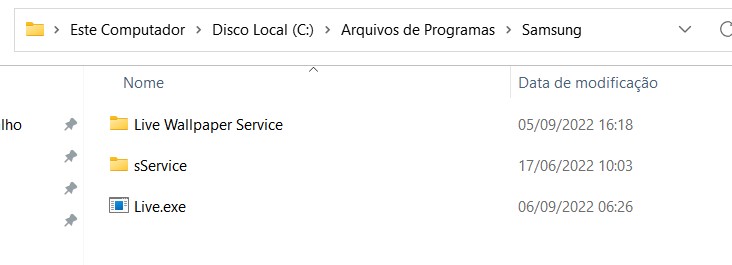 Este Computador > Disco Local (C:) > Arquivos de Programas > Samsung
Nome Data de modificação
lho
Live Wallpaper Service 05/09/2022 16:18
sService 17/06/2022 10:03
Live.exe 06/09/2022 06:26